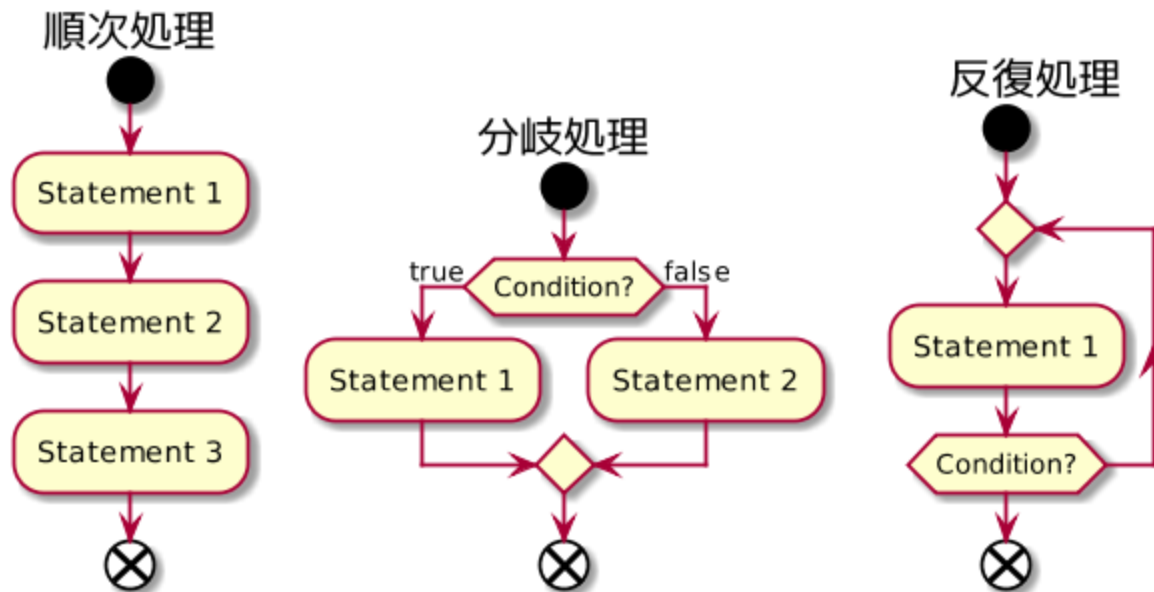 順次処理
Statement 1
Statement 2
Statement 3
分岐処理
true
Condition?
false
Statement 1
Statement 2
反復処理
Statement 1
Condition?